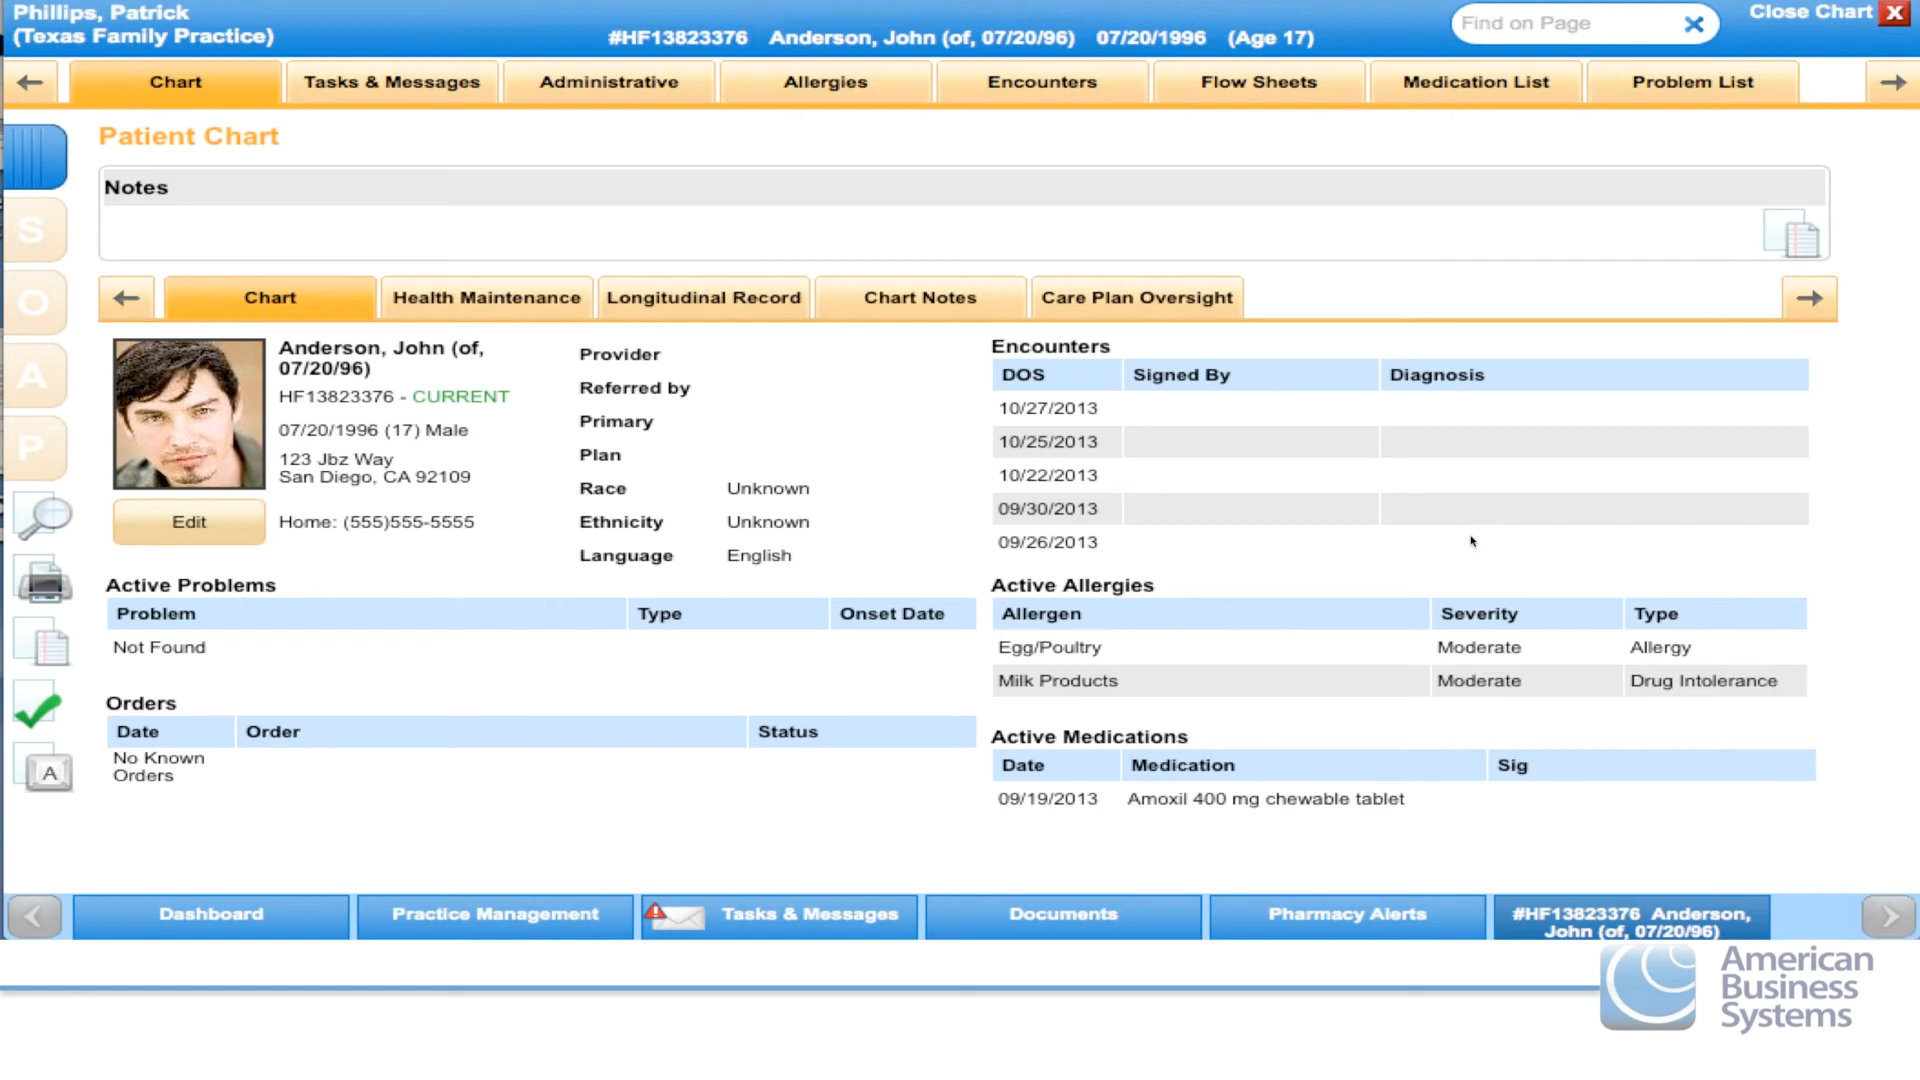 Phillips, Patrick
(Texas Family Practice)
#HF13823376 Anderson, John (of, 07/20/96) 07/20/1996 (Age 17)
Find on Page
Close Chart X
Chart
Tasks & Messages
Administrative
Allergies
Encounters
Flow Sheets
Medication List
Problem List
Patient Chart
Notes
S
O
A
P
A
Chart
Health Maintenance
Longitudinal Record
Chart Notes
Care Plan Oversight
Anderson, John (of,
07/20/96)
HF13823376 - CURRENT
07/20/1996 (17) Male
123 Jbz Way
San Diego, CA 92109
Edit
Home: (555)555-5555
Provider
Referred by
Primary
Plan
Race Unknown
Ethnicity Unknown
Language English
Encounters
DOS Signed By Diagnosis
10/27/2013
10/25/2013
10/22/2013
09/30/2013
09/26/2013
Active Problems
Problem Type Onset Date
Not Found
Active Allergies
Allergen Severity Type
Egg/Poultry Moderate Allergy
Milk Products Moderate Drug Intolerance
Orders
Date Order Status
No Known
Orders
Active Medications
Date Medication Sig
09/19/2013 Amoxil 400 mg chewable tablet
Dashboard
Practice Management
Tasks & Messages
Documents
Pharmacy Alerts
#HF13823376 Anderson,
John (of, 07/20/96)
American
Business
Systems